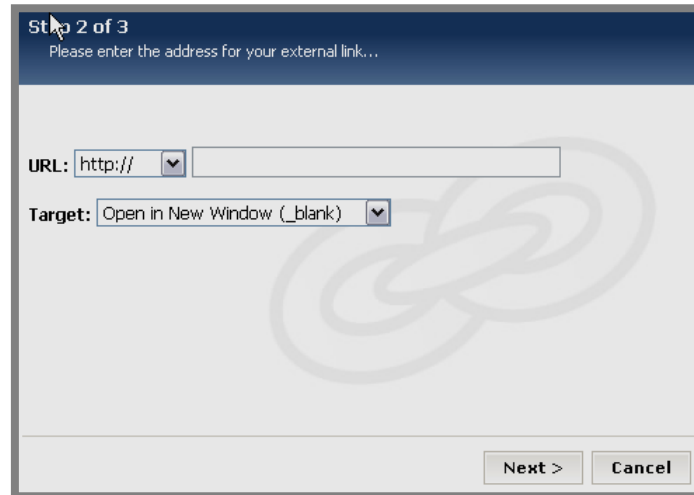 Step 2 of 3
Please enter the address for your external link...
URL: http://
Target: Open in New Window (_blank)
Next > Cancel